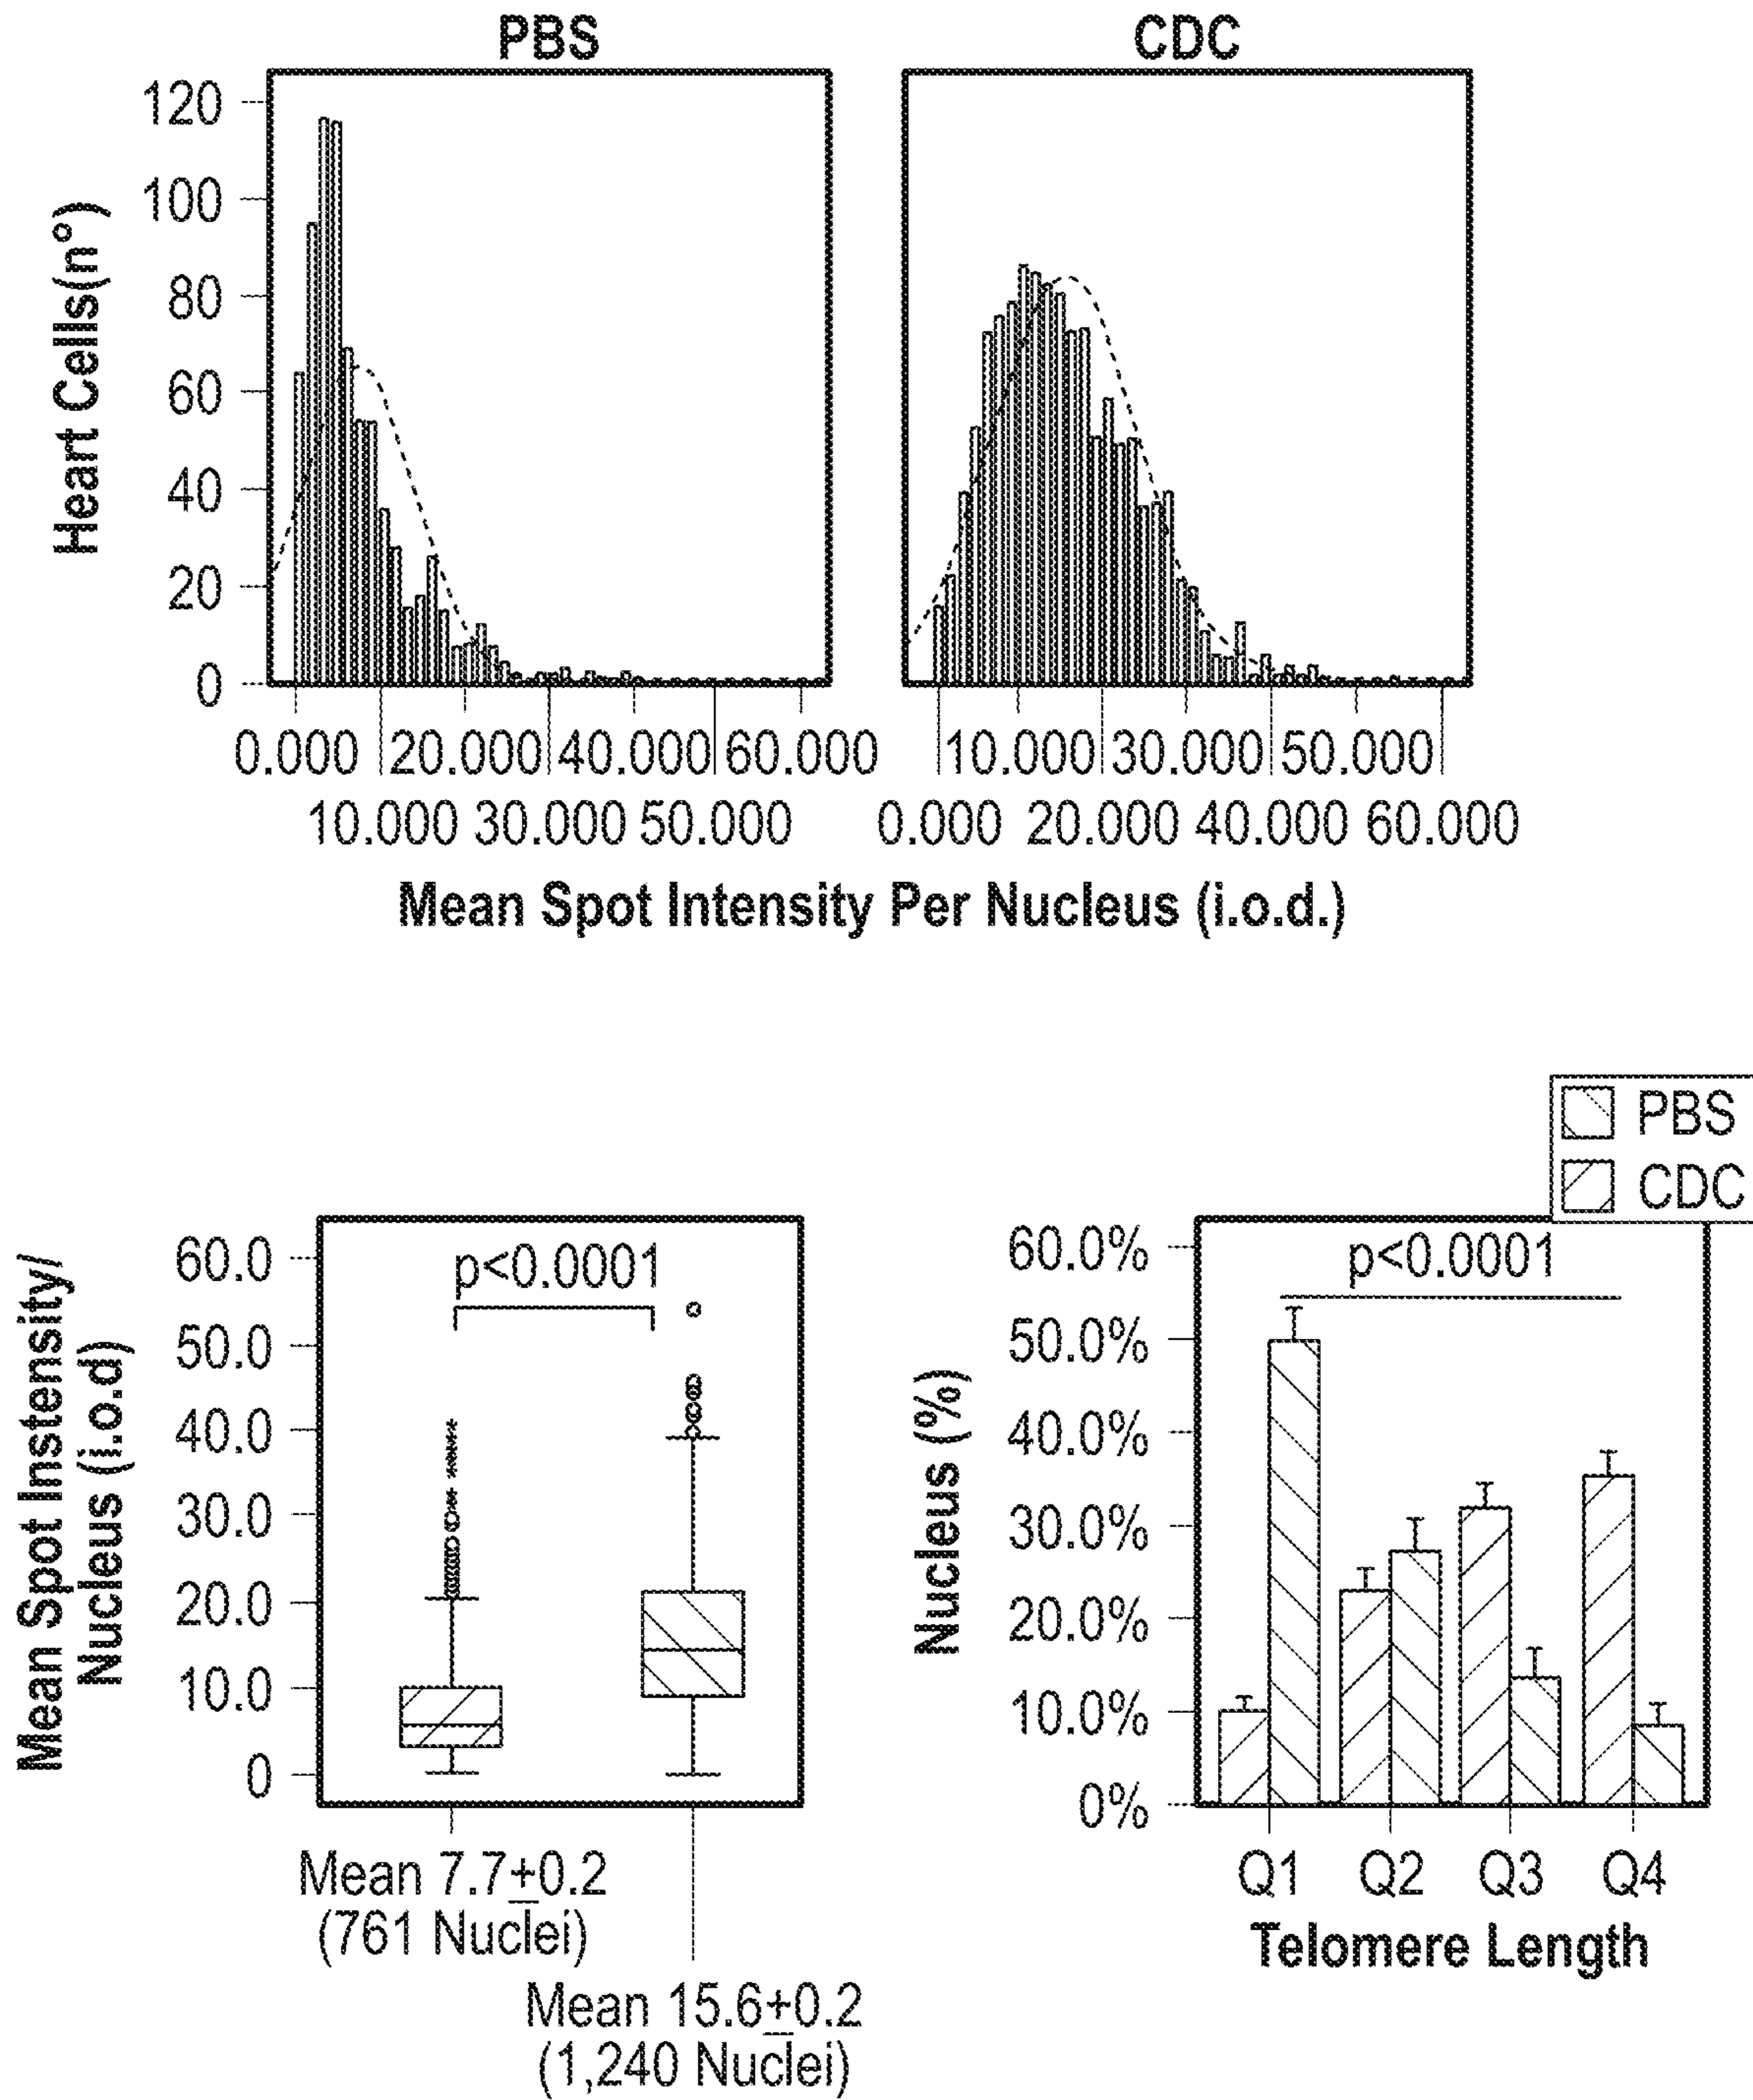 PBS
CDC
120
100
80
60
40
20
0
Heart Cells(n°)
0.000 20.000 40.000 60.000
10.000 30.000 50.000
10.000 30.000 50.000
0.000 20.000 40.000 60.000
Mean Spot Intensity Per Nucleus (i.o.d.)
PBS
CDC
Mean Spot Instensity/
Nucleus (i.o.d)
60.0
50.0
40.0
30.0
20.0
10.0
0
p<0.0001
Mean 7.7±0.2
(761 Nuclei)
Mean 15.6±0.2
(1,240 Nuclei)
Nucleus (%)
60.0%
50.0%
40.0%
30.0%
20.0%
10.0%
0%
p<0.0001
Q1 Q2 Q3 Q4
Telomere Length